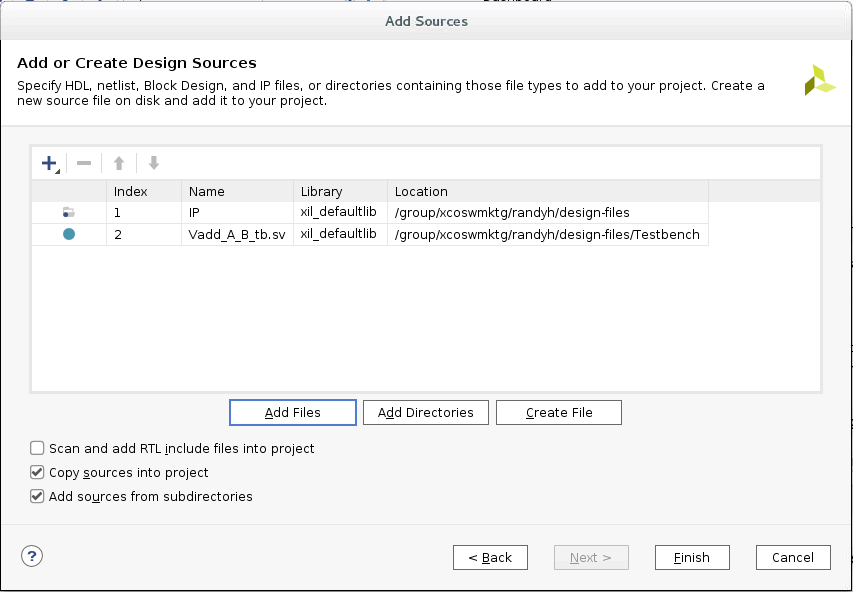 Add Sources
Add or Create Design Sources
Specify HDL, netlist, Block Design, and IP files, or directories containing those file types to add to your project. Create a
new source file on disk and add it to your project.
Index Name Library Location
1 IP xil_defaultlib /group/xcoswmktg/randyh/design-files
2 Vadd_A_B_tb.sv xil_defaultlib /group/xcoswmktg/randyh/design-files/Testbench
Add Files Add Directories Create File
Scan and add RTL include files into project
Copy sources into project
Add sources from subdirectories
? < Back Next > Finish Cancel